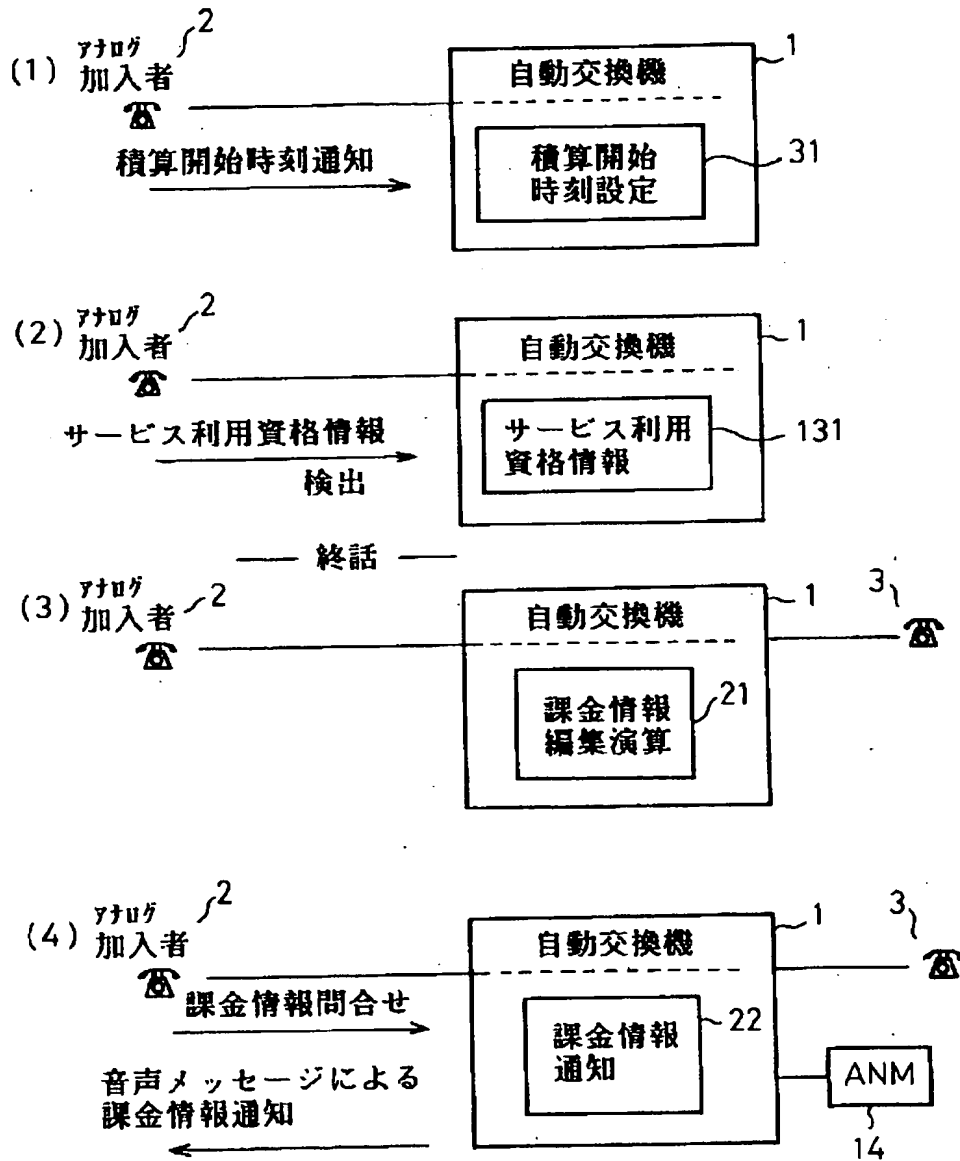 アナログ 2
(1) 加入者
積算開始時刻通知
1
自動交換機
積算開始
時刻設定
31
アナログ 2
(2) 加入者
サービス利用資格情報
検出
1
自動交換機
サービス利用
資格情報
131
終話
アナログ 2
(3) 加入者
1
自動交換機
課金情報
編集演算
21
3
アナログ 2
(4) 加入者
課金情報問合せ
音声メッセージによる
課金情報通知
1
自動交換機
課金情報
通知
22
3
ANM
14